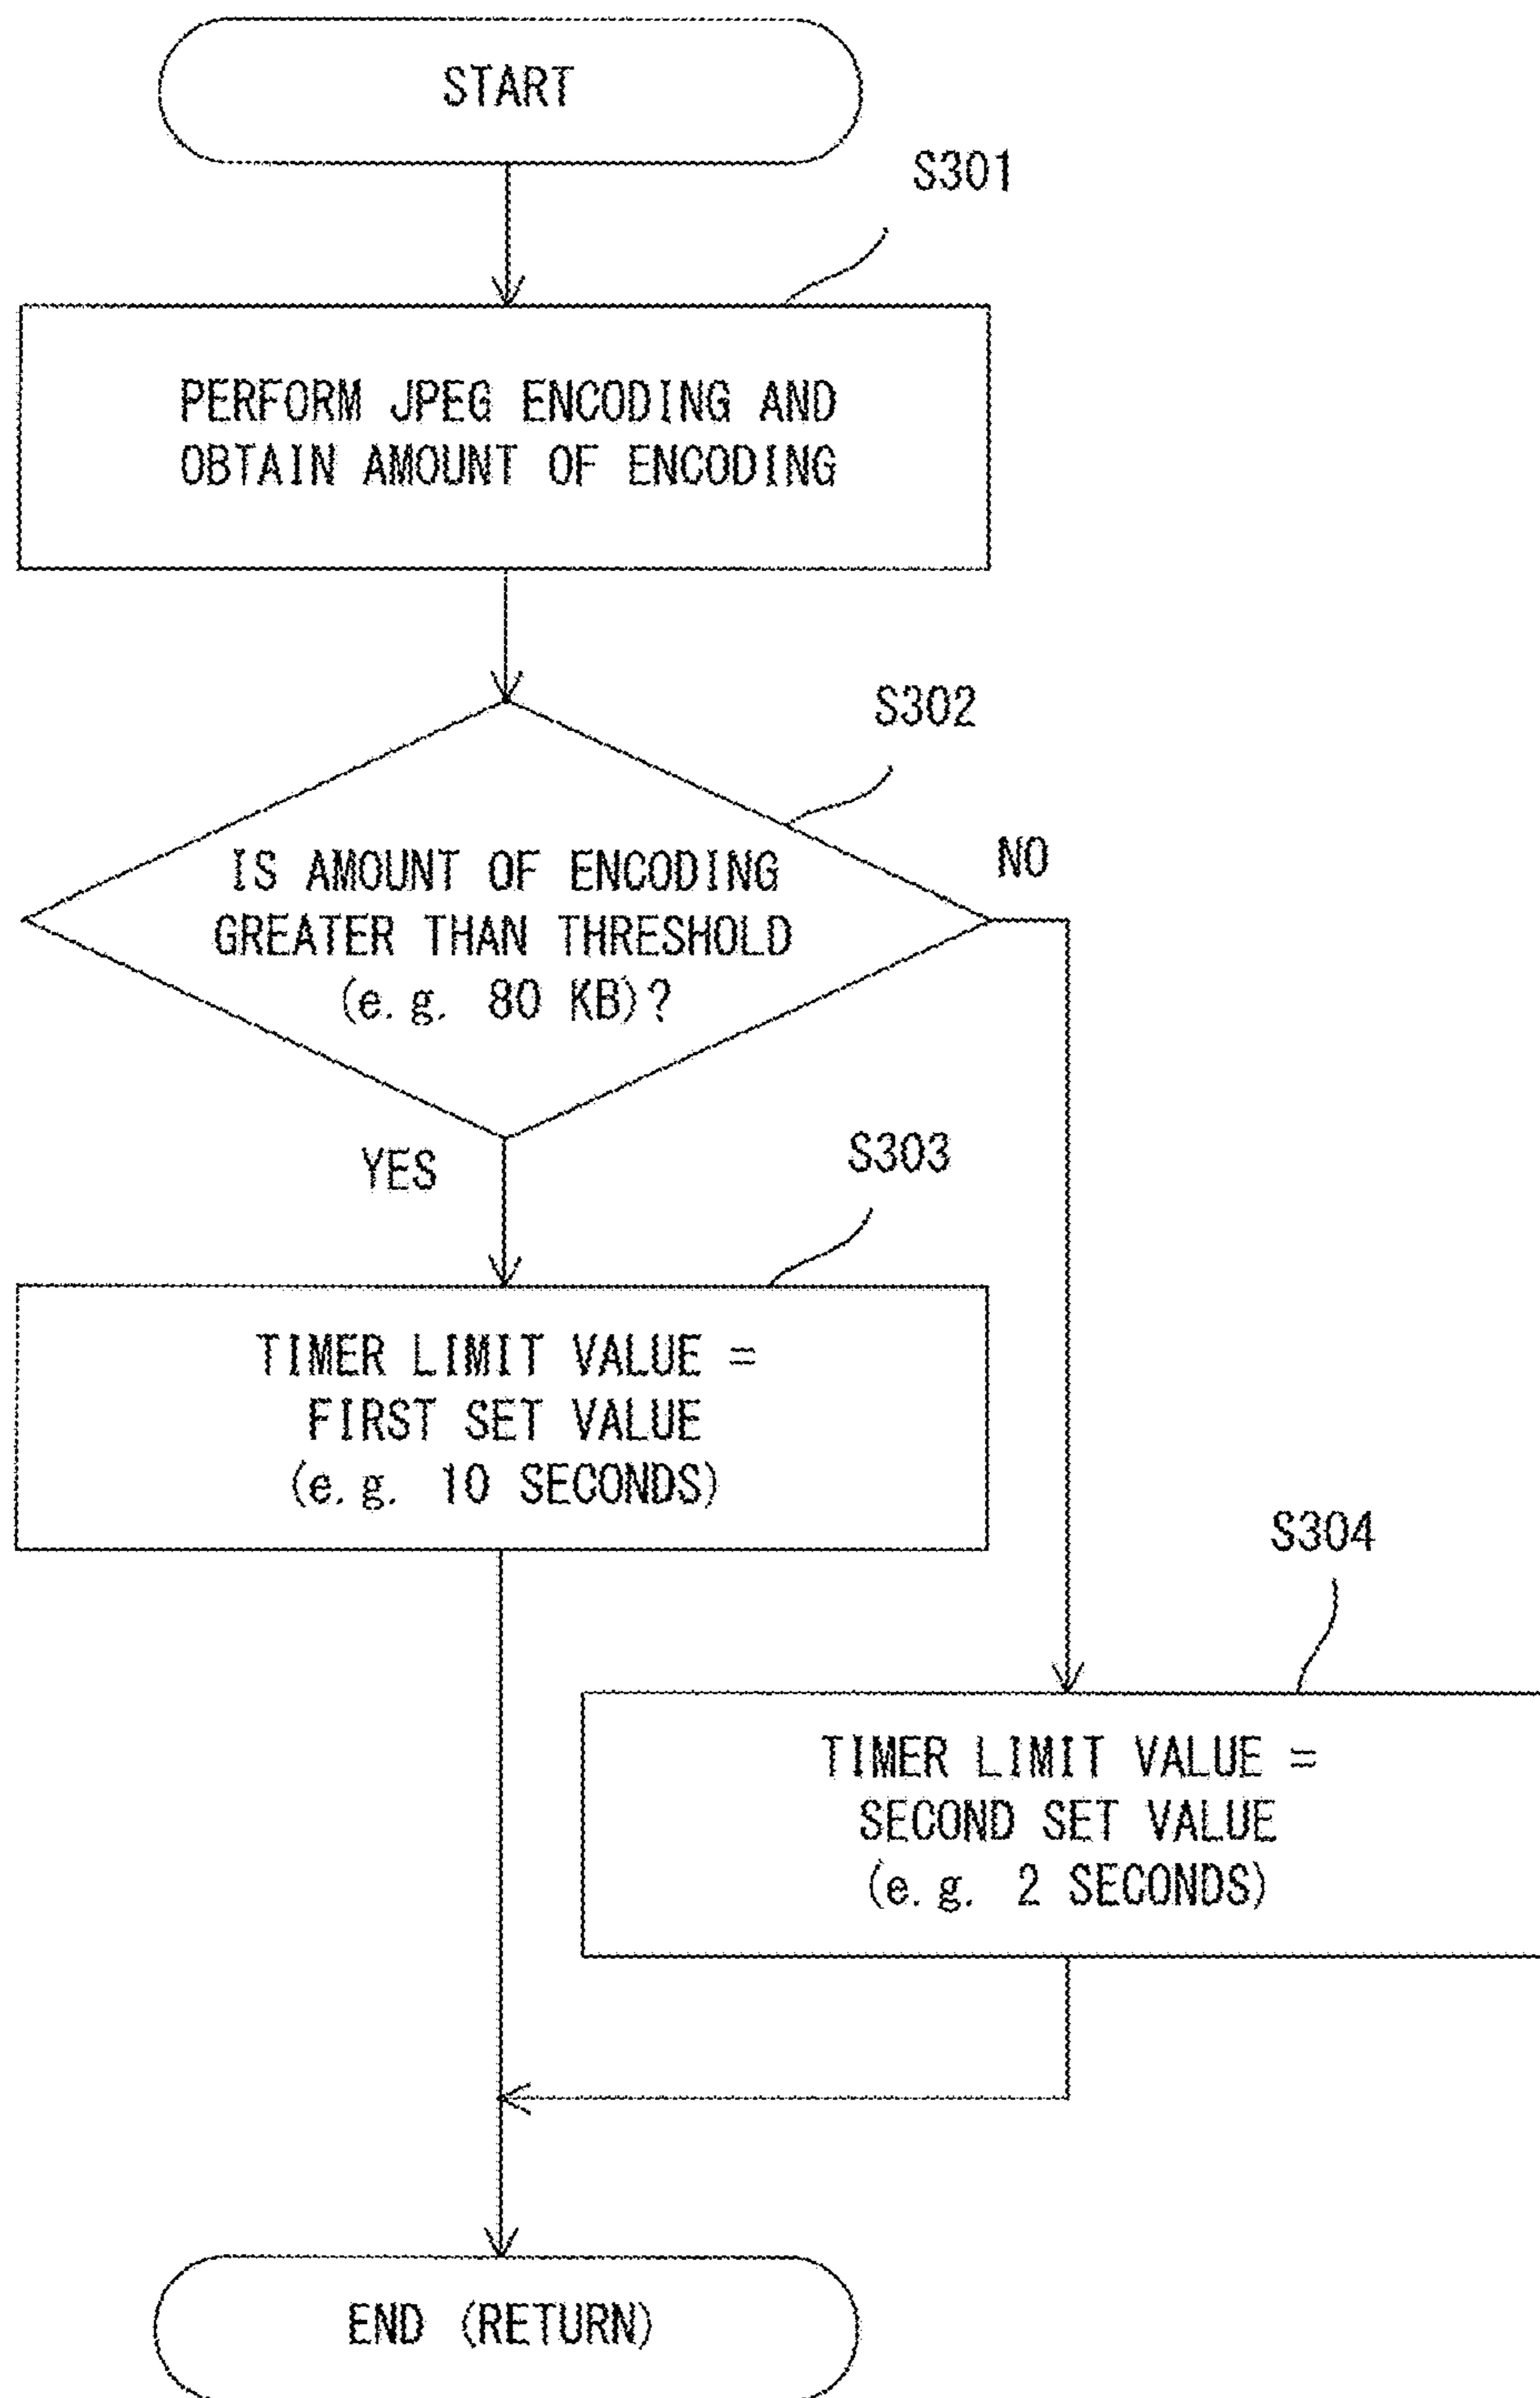 START
S301
PERFORM JPEG ENCODING AND
OBTAIN AMOUNT OF ENCODING
S302
IS AMOUNT OF ENCODING
GREATER THAN THRESHOLD
(e.g. 80 KB)?
NO
YES
S303
TIMER LIMIT VALUE =
FIRST SET VALUE
(e.g. 10 SECONDS)
S304
TIMER LIMIT VALUE =
SECOND SET VALUE
(e.g. 2 SECONDS)
END (RETURN)